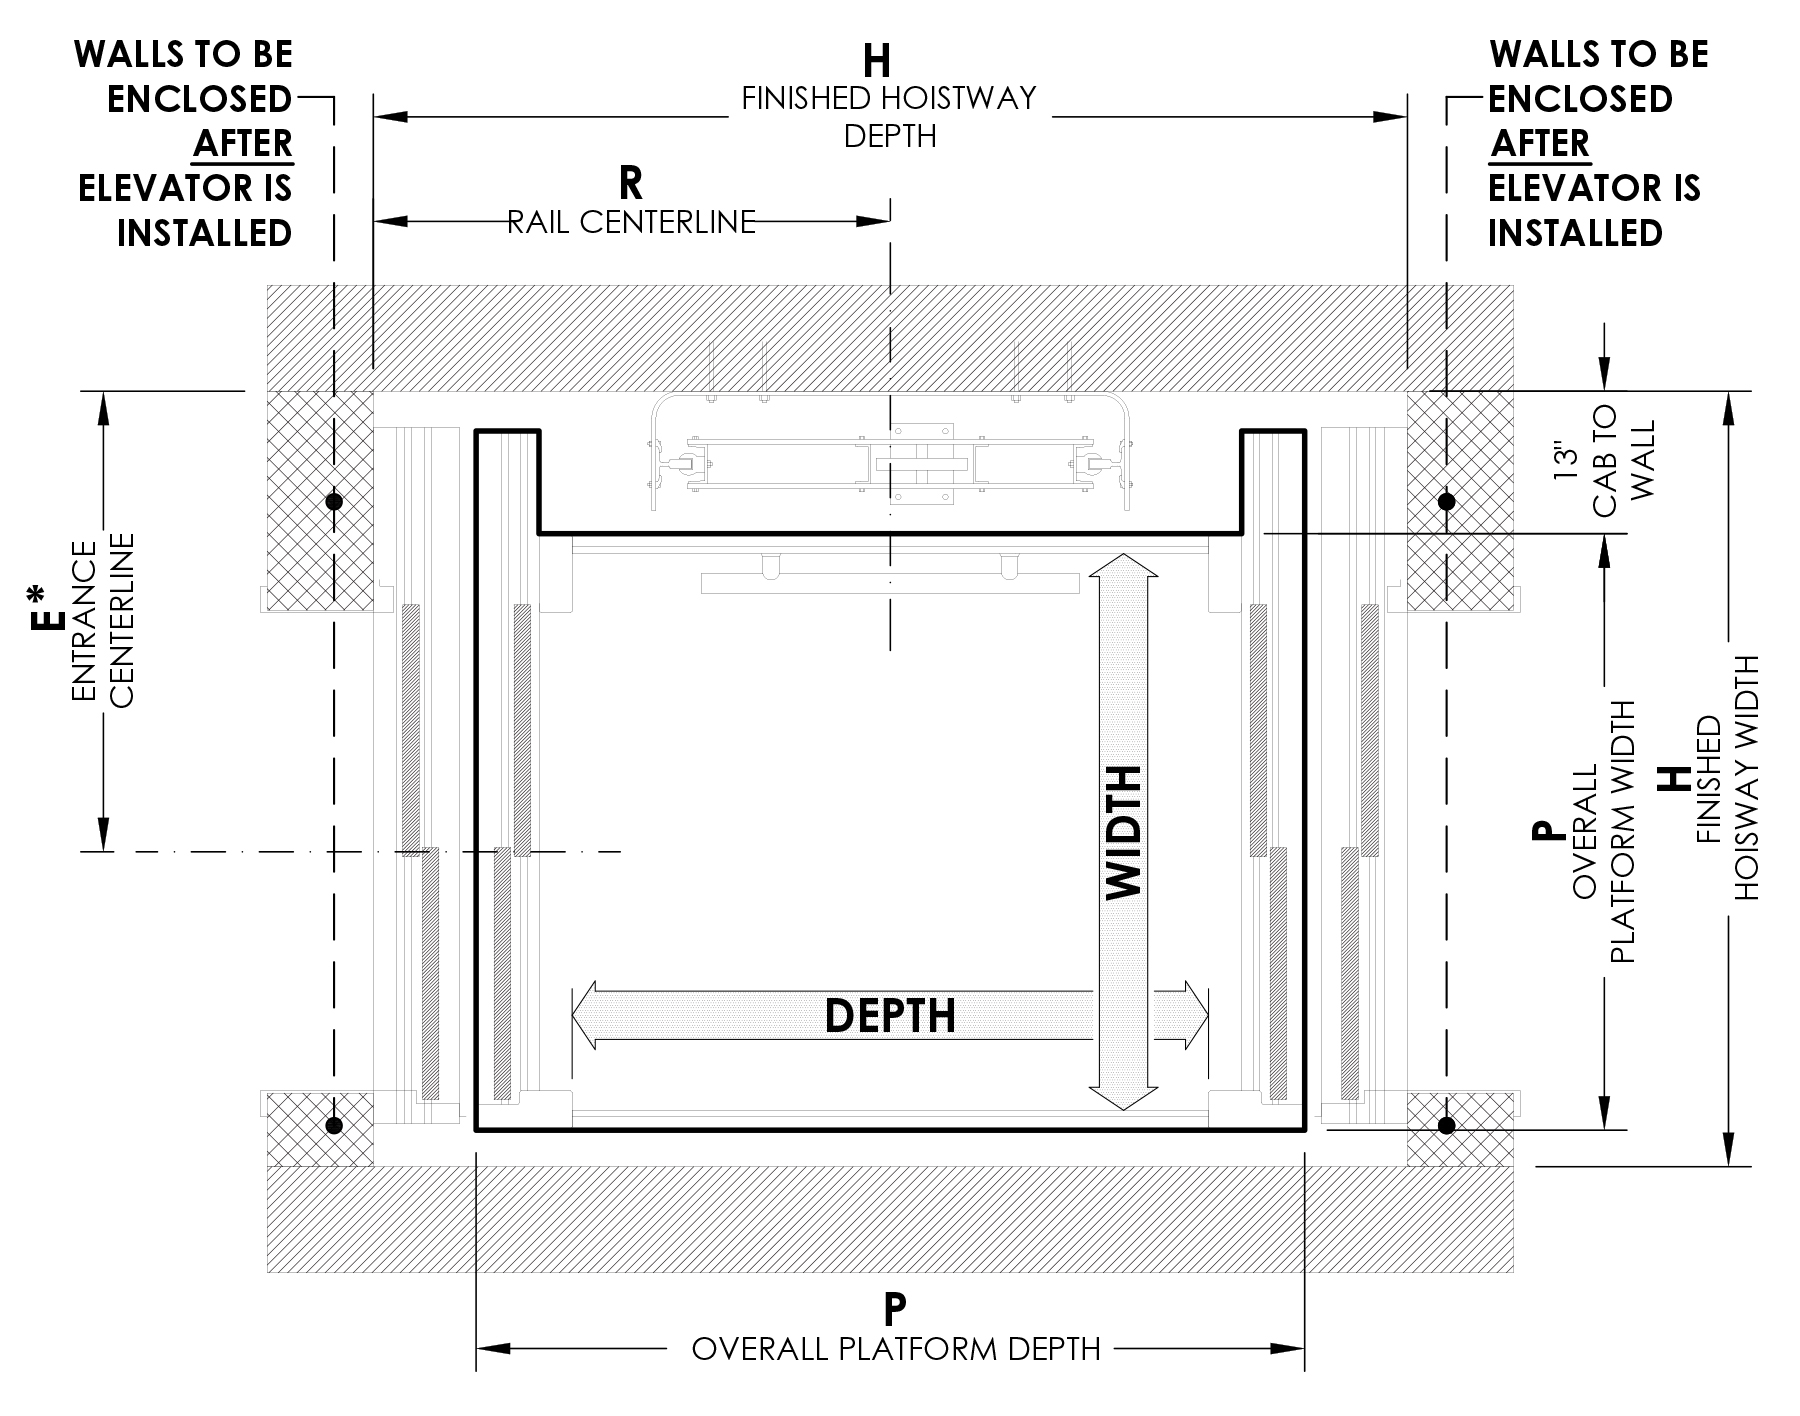 WALLS TO BE
ENCLOSED
AFTER
ELEVATOR IS
INSTALLED
H
FINISHED HOISTWAY
DEPTH
R
RAIL CENTERLINE
WALLS TO BE
ENCLOSED
AFTER
ELEVATOR IS
INSTALLED
E*
ENTRANCE
CENTERLINE
13"
CAB TO
WALL
WIDTH
DEPTH
P
OVERALL
PLATFORM WIDTH
H
FINISHED
HOISWAY WIDTH
P
OVERALL PLATFORM DEPTH